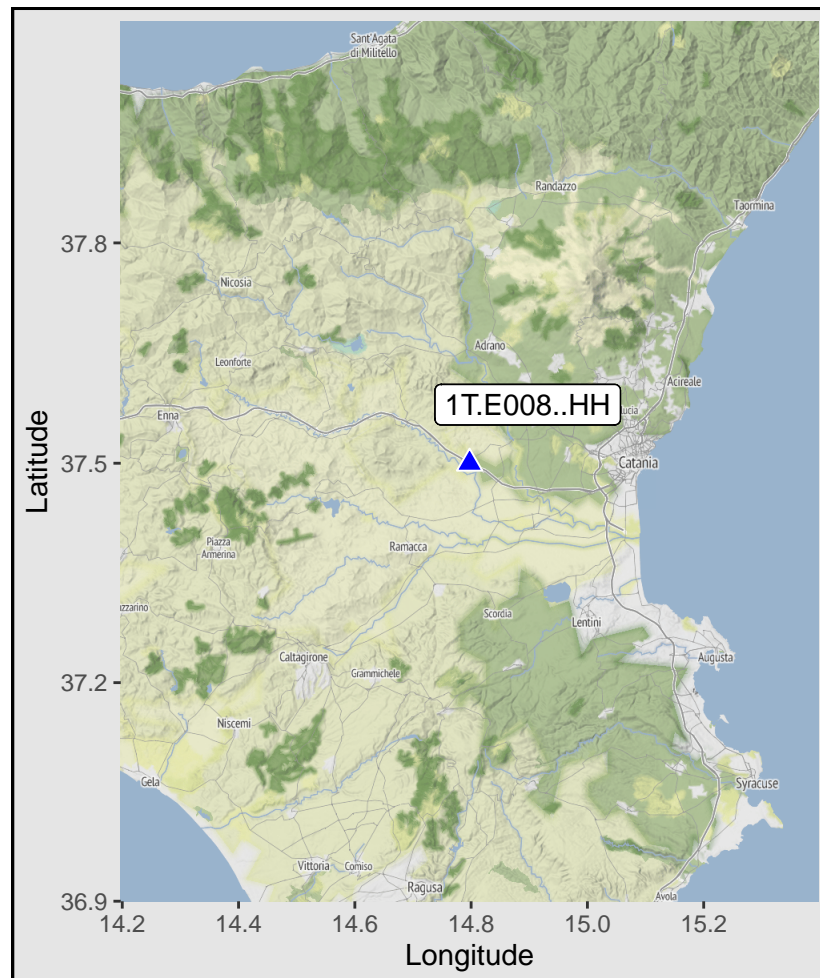 Sant'Agata
di Militello
Randazzo
Taormina
37.8
Nicosia
Adrano
Leonforte
Acireale
1T.E008..HH
lucia
Enna
37.5
Catania
Latitude
Piazza
Armerina
Ramacca
zzarino
Scordia
Lentini
Caltagirone
Augusta
37.2
Grammichele
Niscemi
Gela
Syracuse
Vittoria
Comiso
Ragusa
Avola
36.9
14.2
14.4
14.6
14.8
15.0
15.2
Longitude